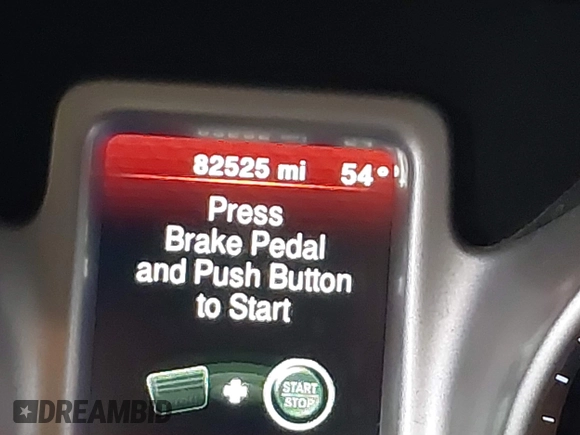 82525 mi 54°
Press
Brake Pedal
and Push Button
to Start
START
STOP
DREAMBID